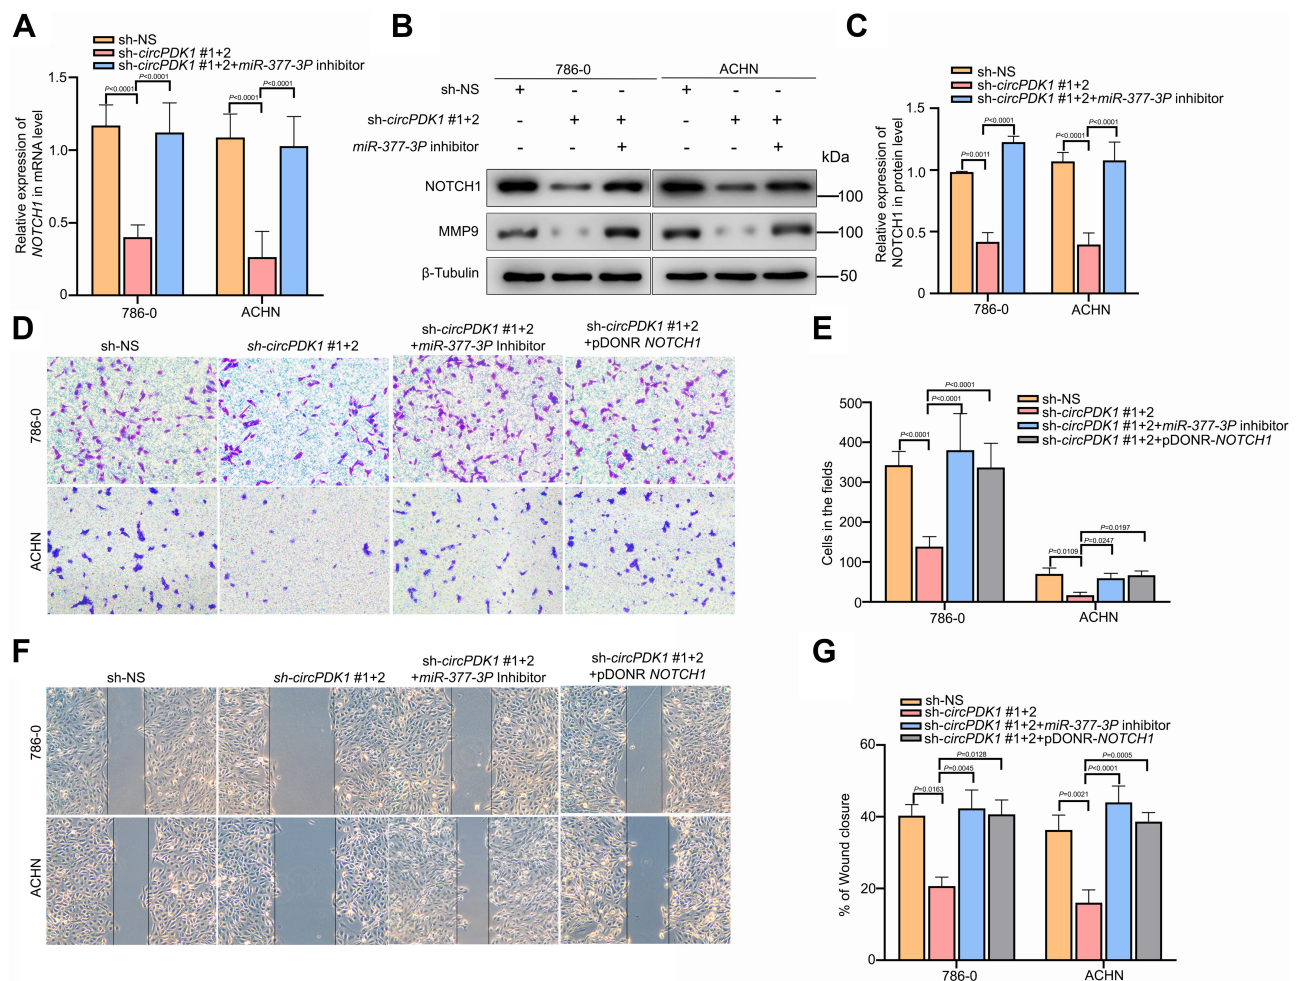 A
sh-NS
sh-circPDK1 #1+2
sh-circPDK1 #1+2+miR-377-3P inhibitor
Relative expression of
NOTCH1 in mRNA level
1.5
1.0
0.5
0
P<0.0001
P<0.0001
P<0.0001
P<0.0001
786-0
ACHN
B
786-0
ACHN
sh-NS
+ - - + - -
sh-circPDK1 #1+2
- + + - + +
miR-377-3P inhibitor
- - + - - +
kDa
NOTCH1
100
MMP9
100
β-Tubulin
50
C
sh-NS
sh-circPDK1 #1+2
sh-circPDK1 #1+2+miR-377-3P inhibitor
Relative expression of
NOTCH1 in protein level
1.5
1.0
0.5
0
P=0.0011
P<0.0001
P<0.0001
P<0.0001
786-0
ACHN
D
sh-NS
sh-circPDK1 #1+2
sh-circPDK1 #1+2
+miR-377-3P Inhibitor
sh-circPDK1 #1+2
+pDONR NOTCH1
786-0
ACHN
E
sh-NS
sh-circPDK1 #1+2
sh-circPDK1 #1+2+miR-377-3P inhibitor
sh-circPDK1 #1+2+pDONR-NOTCH1
Cells in the fields
500
400
300
200
100
0
P<0.0001
P<0.0001
P<0.0001
P=0.0109
P=0.0247
P=0.0197
786-0
ACHN
F
sh-NS
sh-circPDK1 #1+2
sh-circPDK1 #1+2
+miR-377-3P Inhibitor
sh-circPDK1 #1+2
+pDONR NOTCH1
786-0
ACHN
G
sh-NS
sh-circPDK1 #1+2
sh-circPDK1 #1+2+miR-377-3P inhibitor
sh-circPDK1 #1+2+pDONR-NOTCH1
% of Wound closure
60
40
20
0
P=0.0163
P=0.0045
P=0.0128
P=0.0021
P<0.0001
P=0.0005
786-0
ACHN